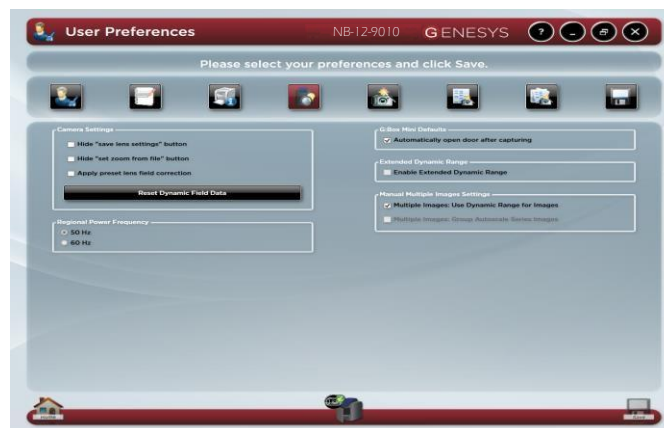 User Preferences
NB-12-9010
GENESYS
?
Please select your preferences and click Save.
Camera Settings
Hide "save lens settings" button
Hide "set zoom from file" button
Apply preset lens field correction
Reset Dynamic Field Data
Regional Power Frequency
50 Hz
60 Hz
G:Box Mini Defaults
Automatically open door after capturing
Extended Dynamic Range
Enable Extended Dynamic Range
Manual Multiple Images Settings
Multiple Images: Use Dynamic Range for Images
Multiple Images: Group Autoscale Series Images